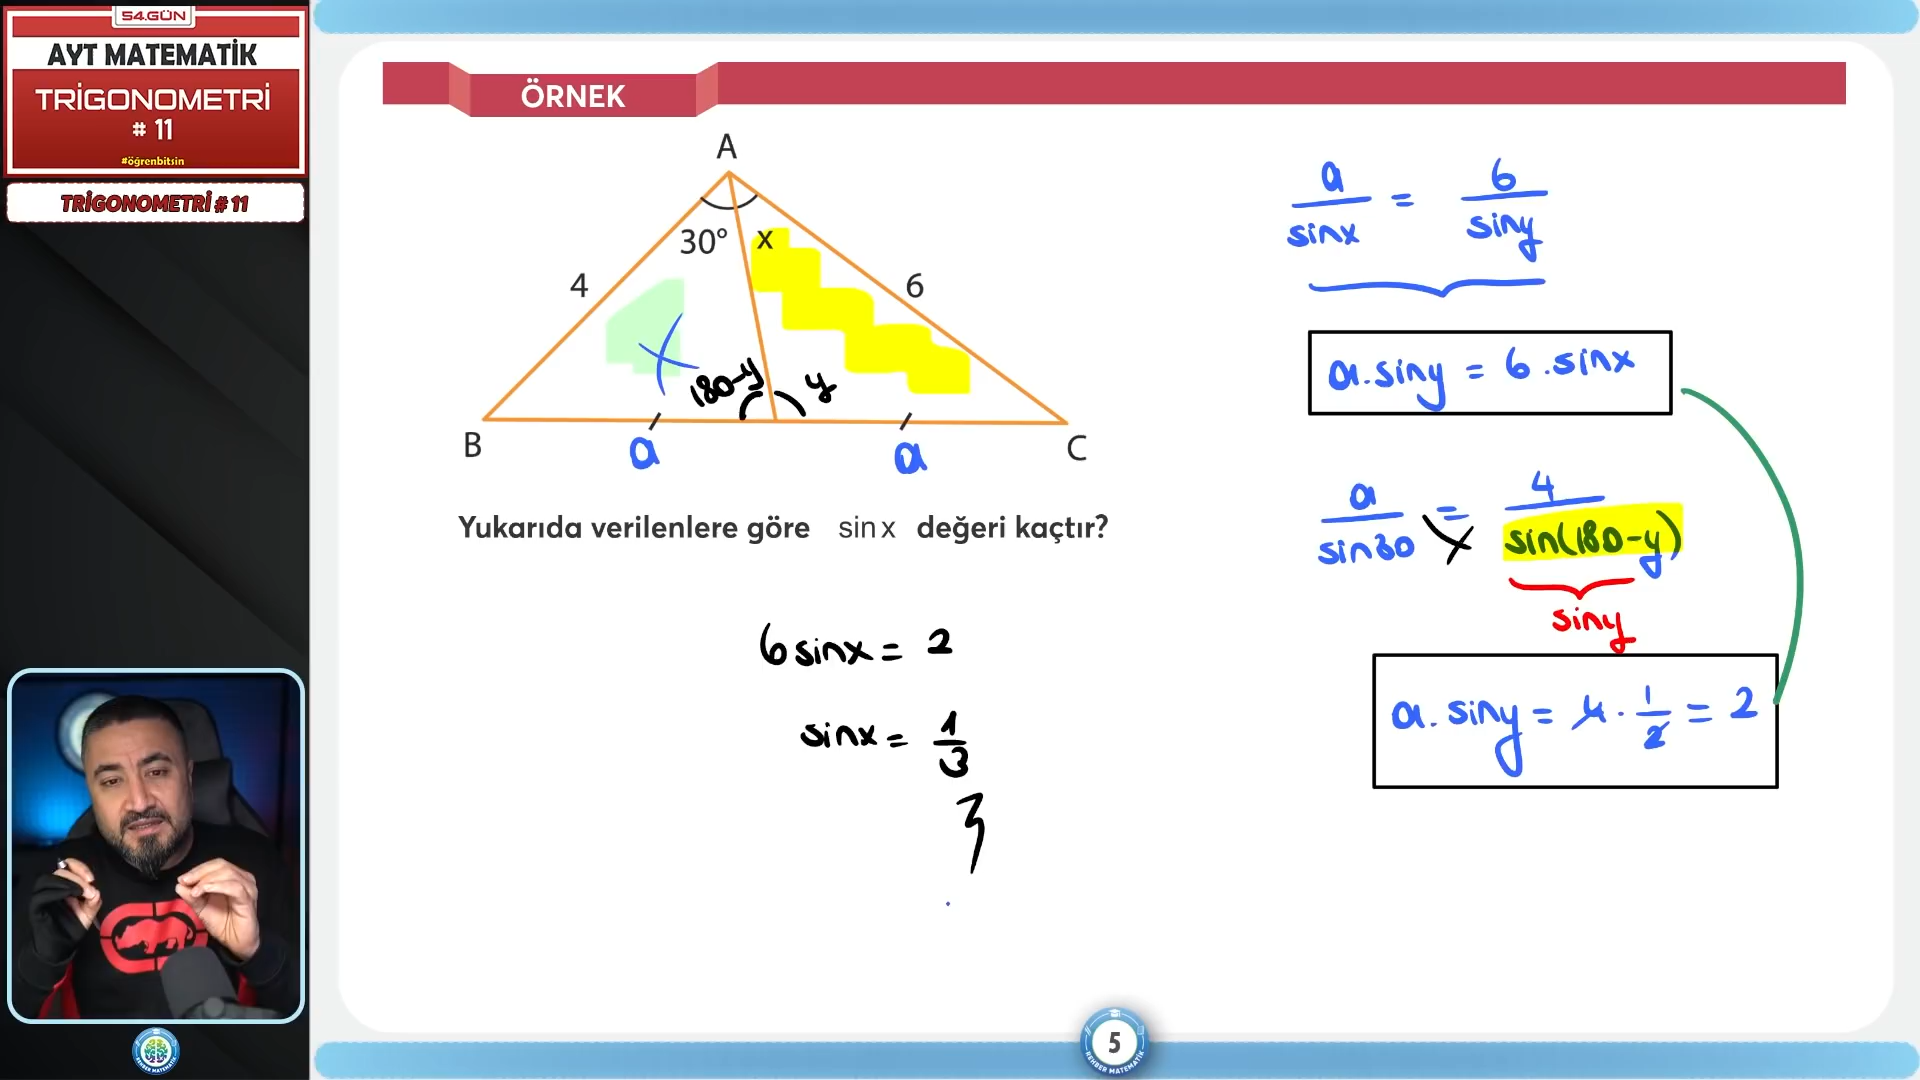 54.GÜN
AYT MATEMATİK
TRİGONOMETRİ
# 11
#öğrenbitsin
TRİGONOMETRİ # 11
ÖRNEK
A
30° x
4
6
180-y y
B
C
a a
Yukarıda verilenlere göre sin x değeri kaçtır?
6 sinx = 2
sinx = 1/3
a/sinx = 6/siny
a.siny = 6.sinx
a/sin30 = 4/sin(180-y)
siny
a.siny = 4.1/2 = 2
5
REHBER MATEMATİK